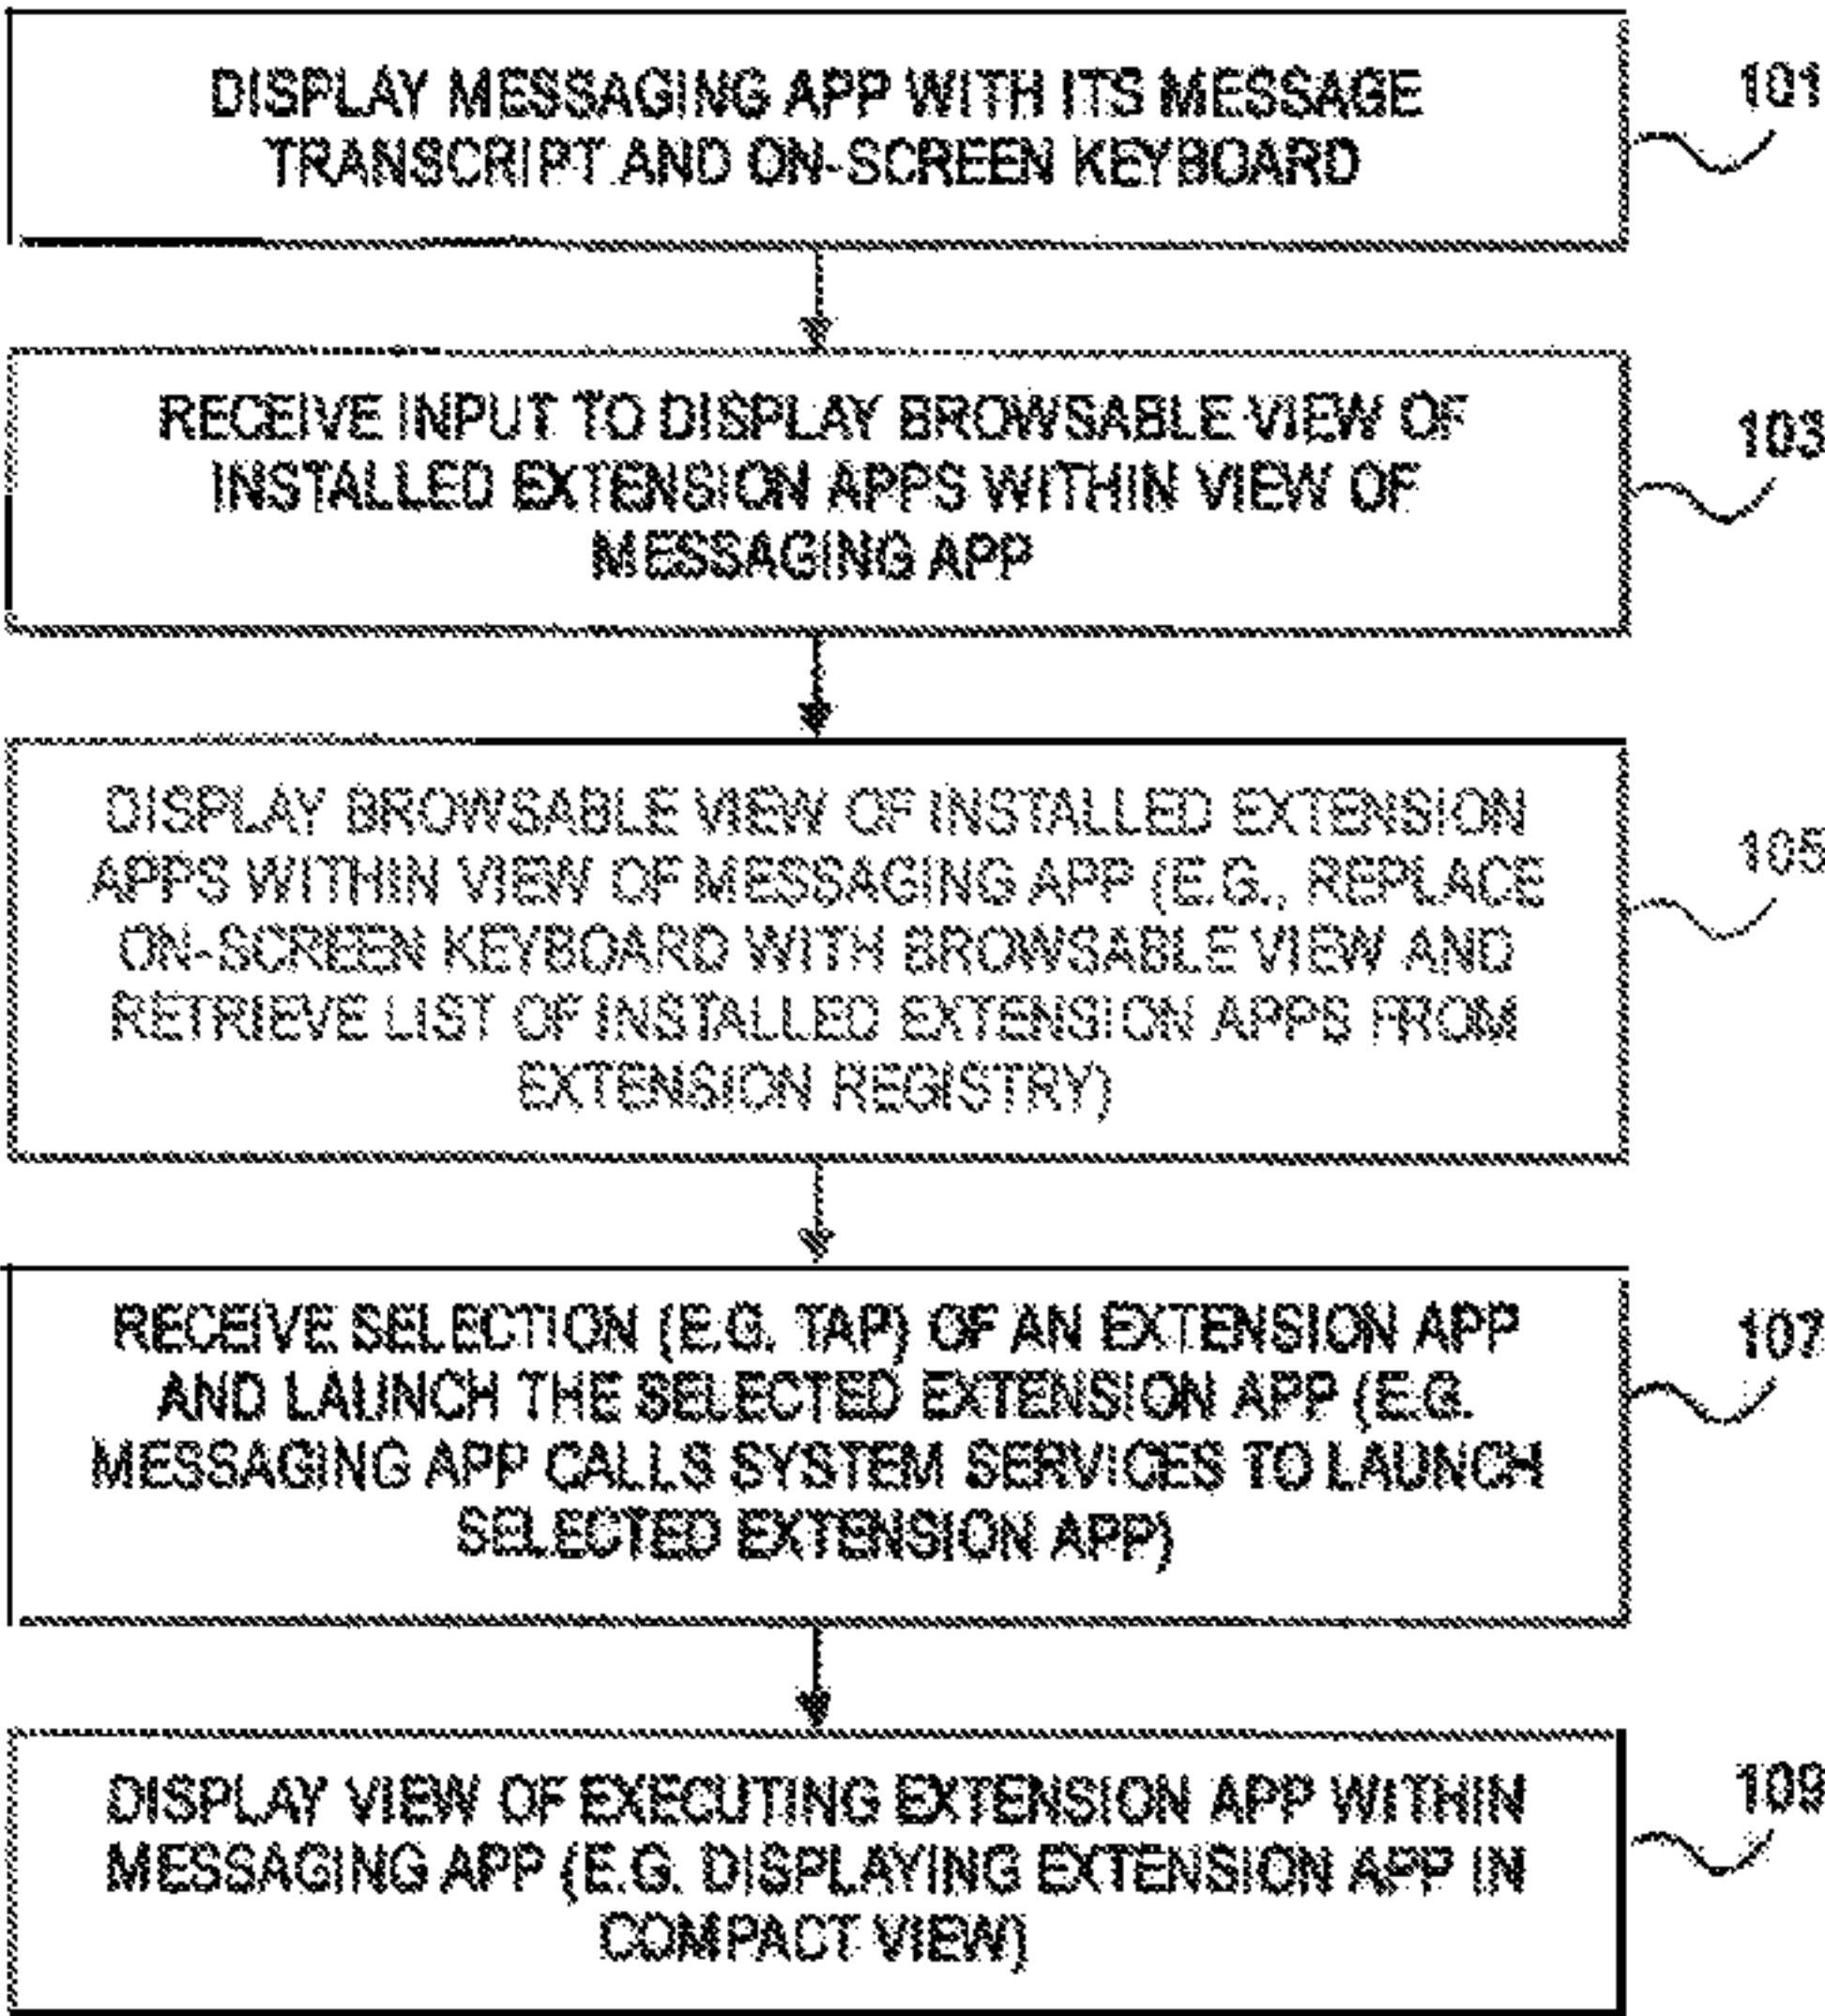 DISPLAY MESSAGING APP WITH ITS MESSAGE
TRANSCRIPT AND ON-SCREEN KEYBOARD
101
RECEIVE INPUT TO DISPLAY BROWSABLE VIEW OF
INSTALLED EXTENSION APPS WITHIN VIEW OF
MESSAGING APP
103
DISPLAY BROWSABLE VIEW OF INSTALLED EXTENSION
APPS WITHIN VIEW OF MESSAGING APP (E.G., REPLACE
ON-SCREEN KEYBOARD WITH BROWSABLE VIEW AND
RETRIEVE LIST OF INSTALLED EXTENSION APPS FROM
EXTENSION REGISTRY)
105
RECEIVE SELECTION (E.G. TAP) OF AN EXTENSION APP
AND LAUNCH THE SELECTED EXTENSION APP (E.G.
MESSAGING APP CALLS SYSTEM SERVICES TO LAUNCH
SELECTED EXTENSION APP)
107
DISPLAY VIEW OF EXECUTING EXTENSION APP WITHIN
MESSAGING APP (E.G. DISPLAYING EXTENSION APP IN
COMPACT VIEW)
109